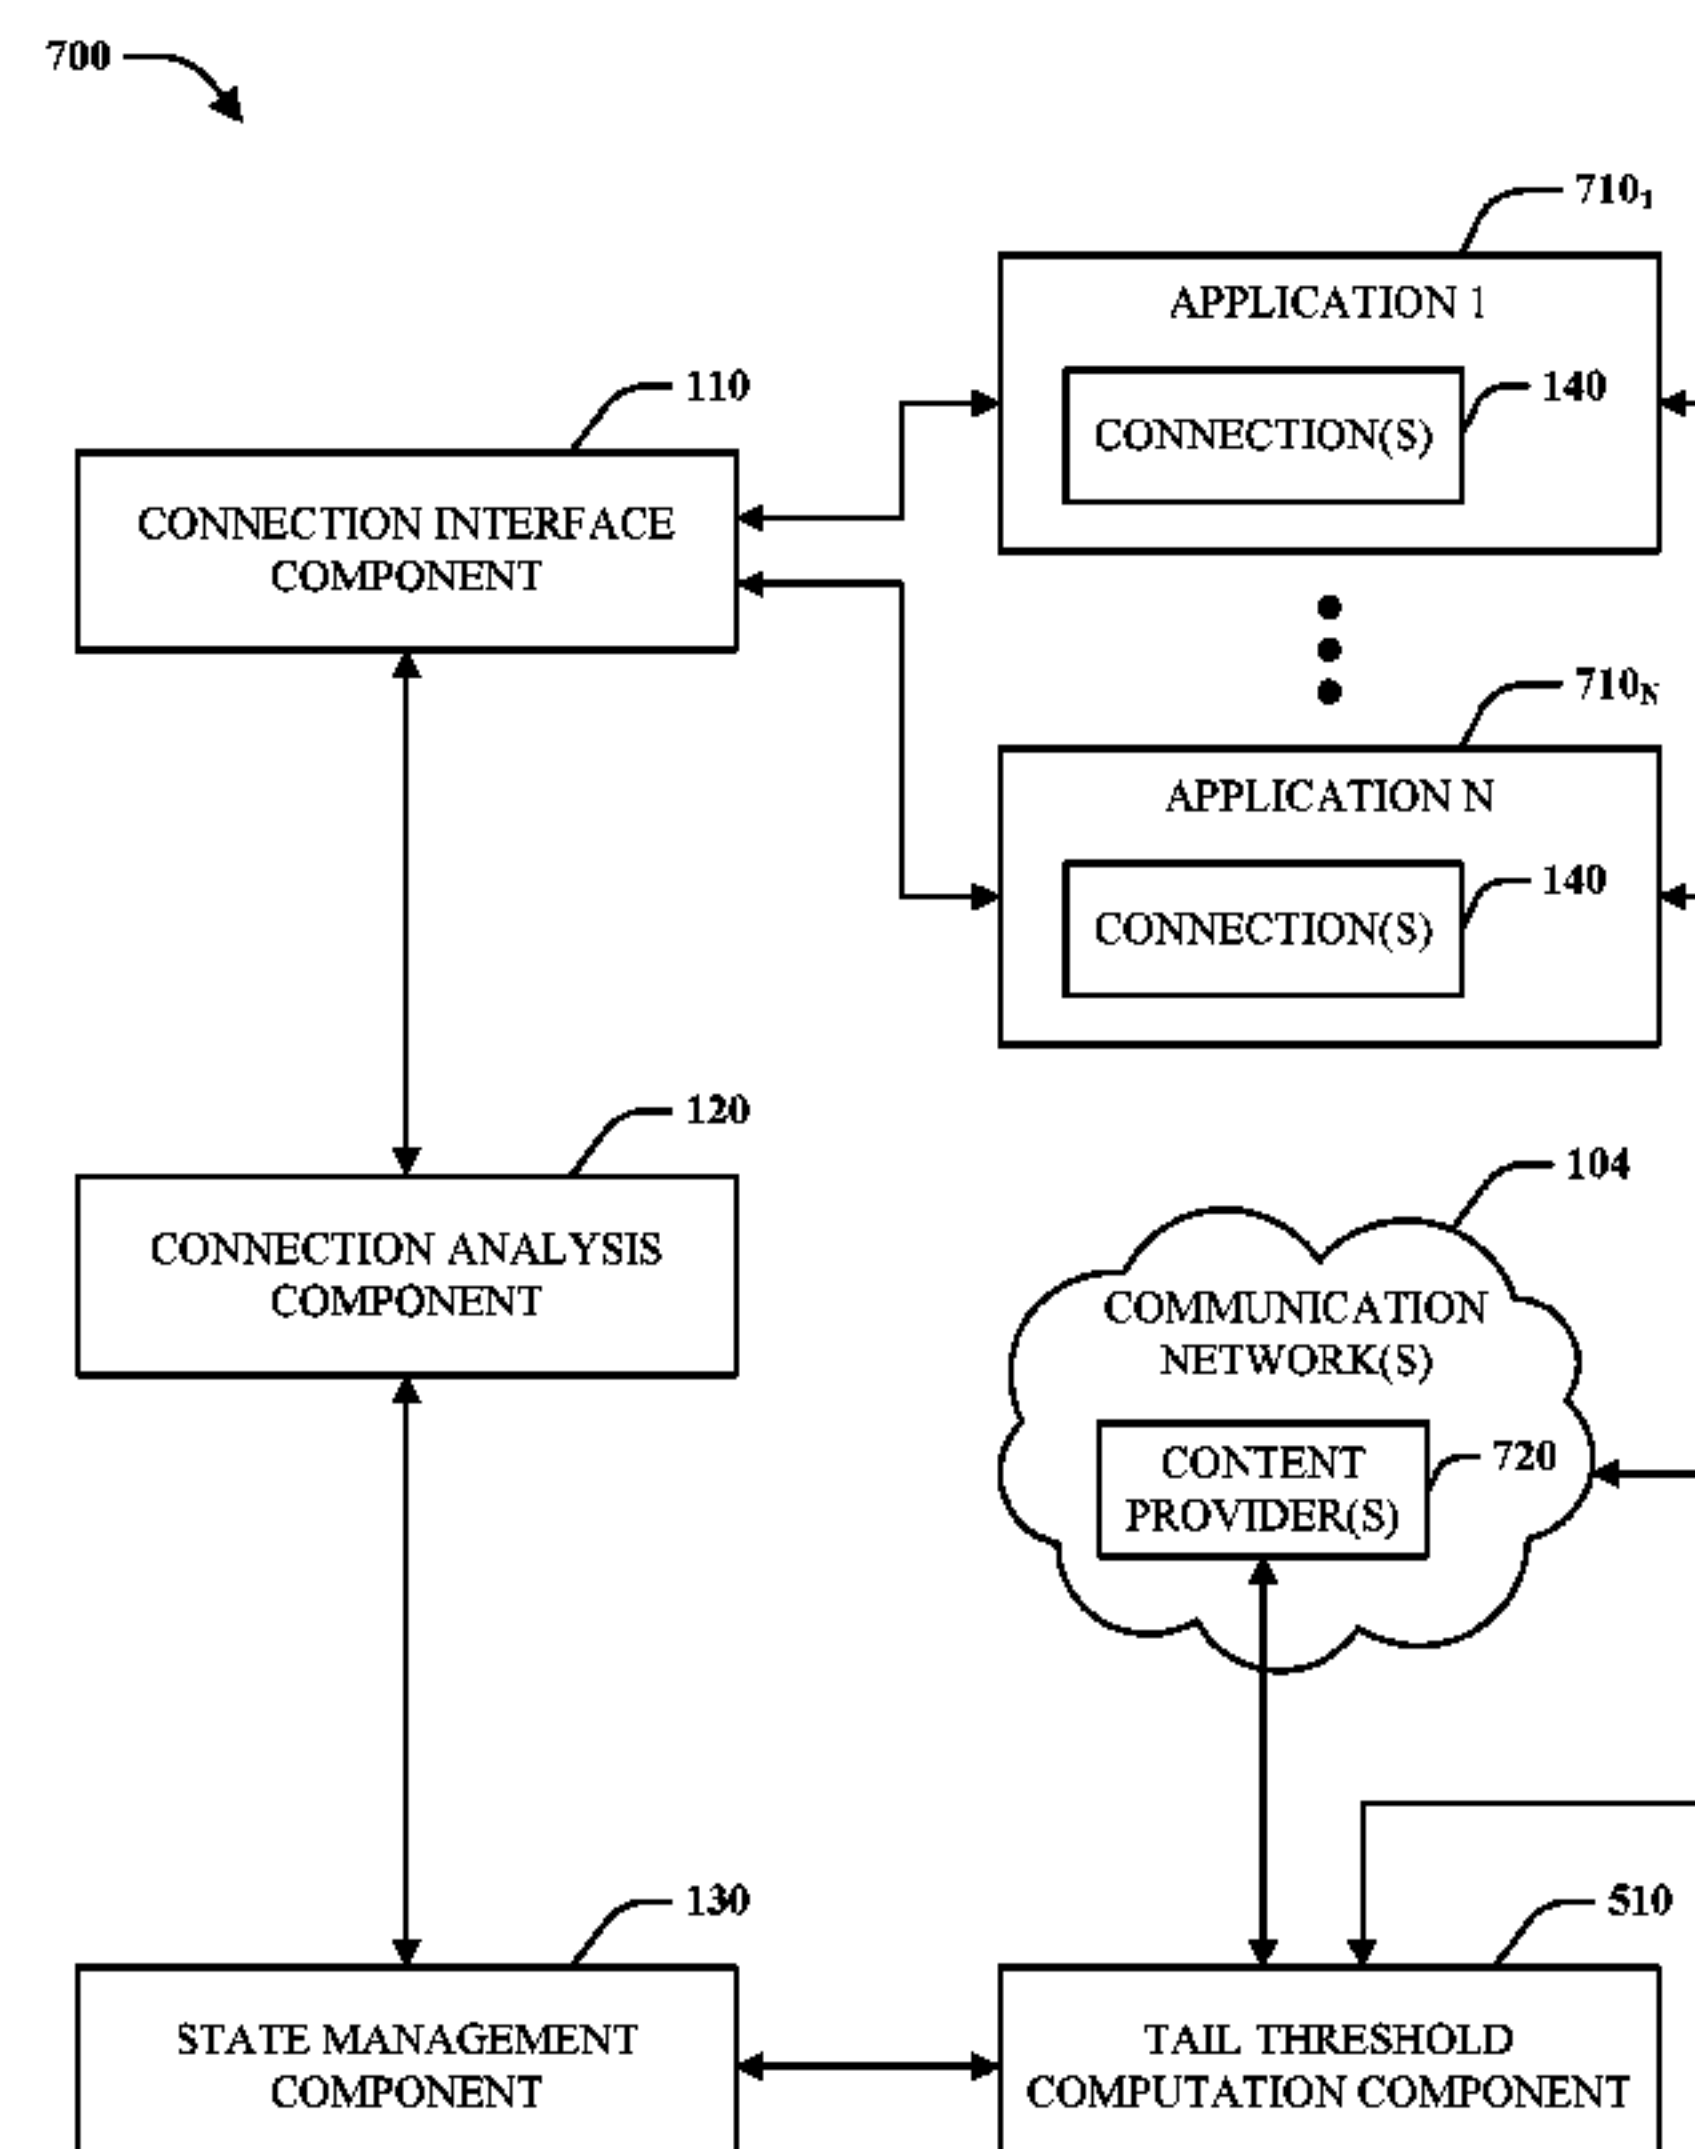 700
710₁
APPLICATION 1
110
140
CONNECTION(S)
CONNECTION INTERFACE
COMPONENT
710_N
APPLICATION N
140
CONNECTION(S)
120
104
CONNECTION ANALYSIS
COMPONENT
COMMUNICATION
NETWORK(S)
CONTENT
PROVIDER(S)
720
130
510
STATE MANAGEMENT
COMPONENT
TAIL THRESHOLD
COMPUTATION COMPONENT